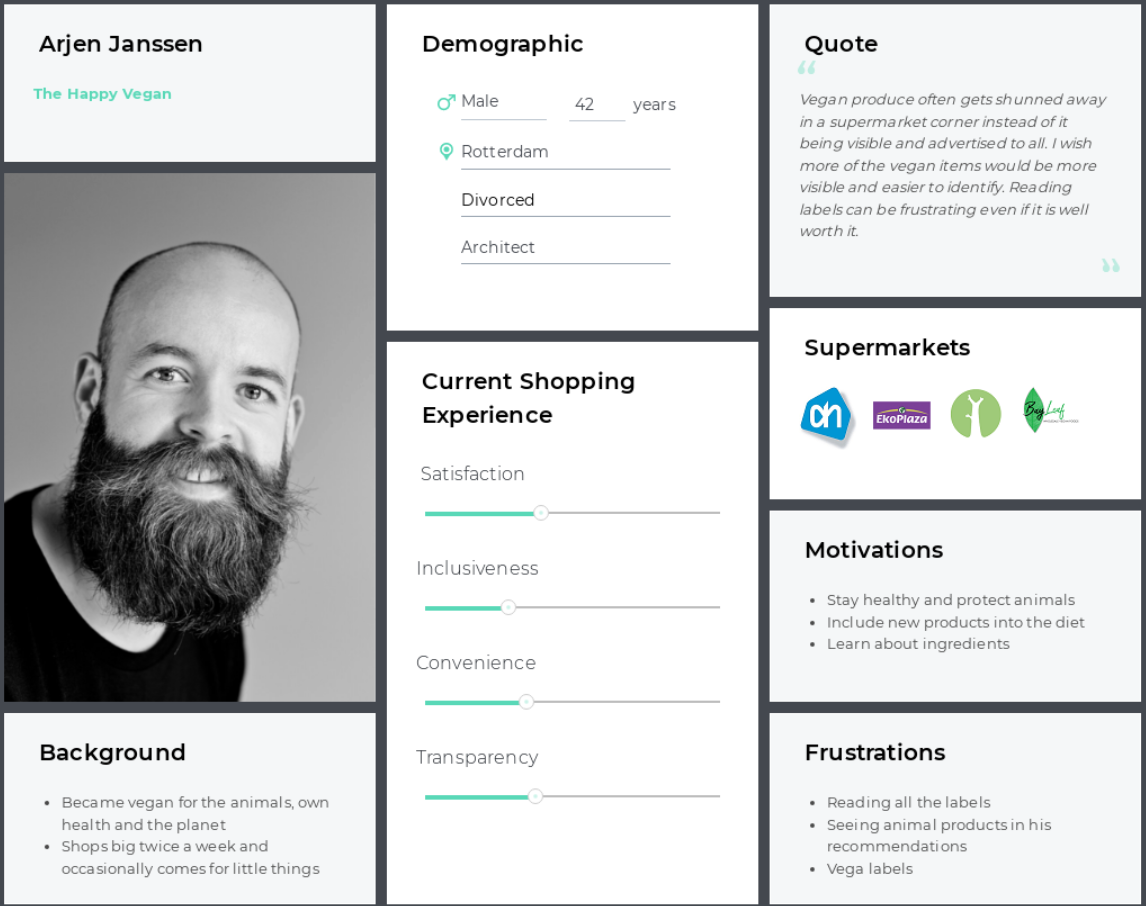 Arjen Janssen
The Happy Vegan
Background
Became vegan for the animals, own
health and the planet
Shops big twice a week and
occasionally comes for little things
Demographic
Male 42 years
Rotterdam
Divorced
Architect
Current Shopping
Experience
Satisfaction
Inclusiveness
Convenience
Transparency
Quote
“
Vegan produce often gets shunned away
in a supermarket corner instead of it
being visible and advertised to all. I wish
more of the vegan items would be more
visible and easier to identify. Reading
labels can be frustrating even if it is well
worth it.
”
Supermarkets
ah EkoPlaza Bay Leaf
Motivations
Stay healthy and protect animals
Include new products into the diet
Learn about ingredients
Frustrations
Reading all the labels
Seeing animal products in his
recommendations
Vega labels